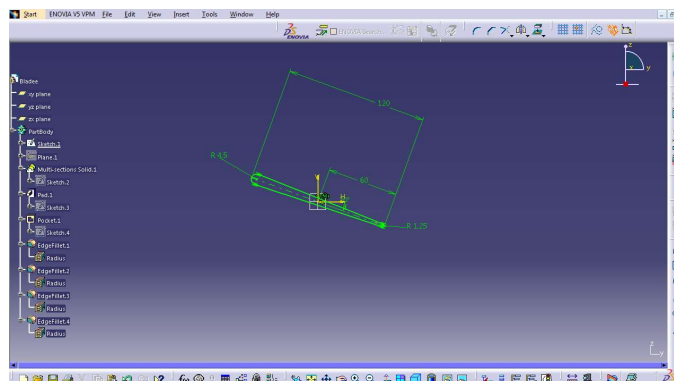 Start ENOVIA V5 VPM File Edit View Insert Tools Window Help
ENOVIA
Bladee
xy plane
yz plane
zx plane
PartBody
Sketch.1
Plane.1
Multi-sections Solid.1
Sketch.2
Pad.1
Sketch.3
Pocket.1
Sketch.4
EdgeFillet.1
Radius
EdgeFillet.2
Radius
EdgeFillet.3
Radius
EdgeFillet.4
Radius
120
R 4,5
60
V
H
R 1,25
z
x y
z
y